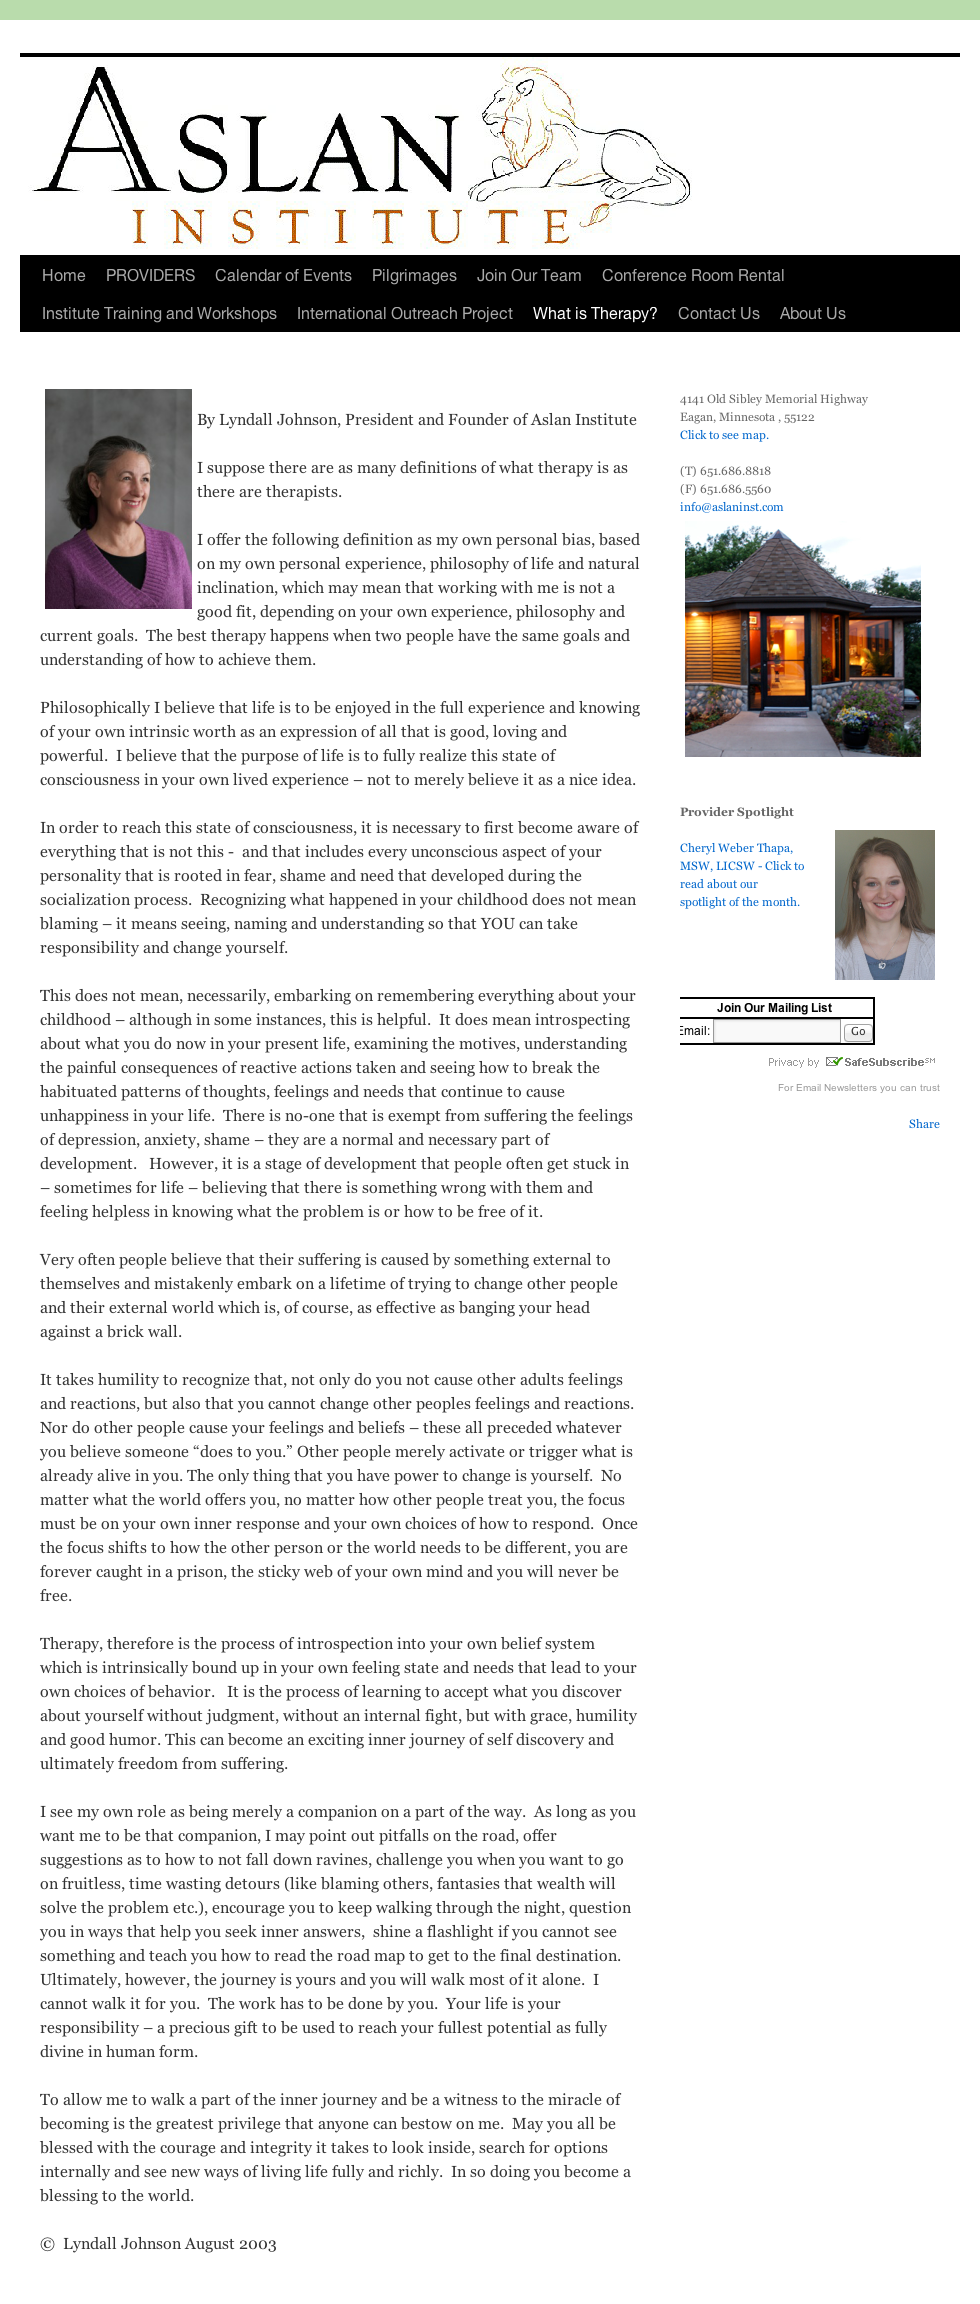 ASLAN
INSTITUTE
Home PROVIDERS Calendar of Events Pilgrimages Join Our Team Conference Room Rental
Institute Training and Workshops International Outreach Project What is Therapy? Contact Us About Us
By Lyndall Johnson, President and Founder of Aslan Institute
I suppose there are as many definitions of what therapy is as
there are therapists.
I offer the following definition as my own personal bias, based
on my own personal experience, philosophy of life and natural
inclination, which may mean that working with me is not a
good fit, depending on your own experience, philosophy and
current goals.  The best therapy happens when two people have the same goals and
understanding of how to achieve them.
Philosophically I believe that life is to be enjoyed in the full experience and knowing
of your own intrinsic worth as an expression of all that is good, loving and
powerful.  I believe that the purpose of life is to fully realize this state of
consciousness in your own lived experience – not to merely believe it as a nice idea.
In order to reach this state of consciousness, it is necessary to first become aware of
everything that is not this -  and that includes every unconscious aspect of your
personality that is rooted in fear, shame and need that developed during the
socialization process.  Recognizing what happened in your childhood does not mean
blaming – it means seeing, naming and understanding so that YOU can take
responsibility and change yourself.
This does not mean, necessarily, embarking on remembering everything about your
childhood – although in some instances, this is helpful.  It does mean introspecting
about what you do now in your present life, examining the motives, understanding
the painful consequences of reactive actions taken and seeing how to break the
habituated patterns of thoughts, feelings and needs that continue to cause
unhappiness in your life.  There is no-one that is exempt from suffering the feelings
of depression, anxiety, shame – they are a normal and necessary part of
development.   However, it is a stage of development that people often get stuck in
– sometimes for life – believing that there is something wrong with them and
feeling helpless in knowing what the problem is or how to be free of it.
Very often people believe that their suffering is caused by something external to
themselves and mistakenly embark on a lifetime of trying to change other people
and their external world which is, of course, as effective as banging your head
against a brick wall.
It takes humility to recognize that, not only do you not cause other adults feelings
and reactions, but also that you cannot change other peoples feelings and reactions.
Nor do other people cause your feelings and beliefs – these all preceded whatever
you believe someone “does to you.” Other people merely activate or trigger what is
already alive in you. The only thing that you have power to change is yourself.  No
matter what the world offers you, no matter how other people treat you, the focus
must be on your own inner response and your own choices of how to respond.  Once
the focus shifts to how the other person or the world needs to be different, you are
forever caught in a prison, the sticky web of your own mind and you will never be
free.
Therapy, therefore is the process of introspection into your own belief system
which is intrinsically bound up in your own feeling state and needs that lead to your
own choices of behavior.   It is the process of learning to accept what you discover
about yourself without judgment, without an internal fight, but with grace, humility
and good humor. This can become an exciting inner journey of self discovery and
ultimately freedom from suffering.
I see my own role as being merely a companion on a part of the way.  As long as you
want me to be that companion, I may point out pitfalls on the road, offer
suggestions as to how to not fall down ravines, challenge you when you want to go
on fruitless, time wasting detours (like blaming others, fantasies that wealth will
solve the problem etc.), encourage you to keep walking through the night, question
you in ways that help you seek inner answers,  shine a flashlight if you cannot see
something and teach you how to read the road map to get to the final destination.
Ultimately, however, the journey is yours and you will walk most of it alone.  I
cannot walk it for you.  The work has to be done by you.  Your life is your
responsibility – a precious gift to be used to reach your fullest potential as fully
divine in human form.
To allow me to walk a part of the inner journey and be a witness to the miracle of
becoming is the greatest privilege that anyone can bestow on me.  May you all be
blessed with the courage and integrity it takes to look inside, search for options
internally and see new ways of living life fully and richly.  In so doing you become a
blessing to the world.
©  Lyndall Johnson August 2003
4141 Old Sibley Memorial Highway
Eagan, Minnesota , 55122
Click to see map.
(T) 651.686.8818
(F) 651.686.5560
info@aslaninst.com
Provider Spotlight
Cheryl Weber Thapa,
MSW, LICSW - Click to
read about our
spotlight of the month.
Join Our Mailing List
Email: Go
Privacy by SafeSubscribe℠
For Email Newsletters you can trust
Share